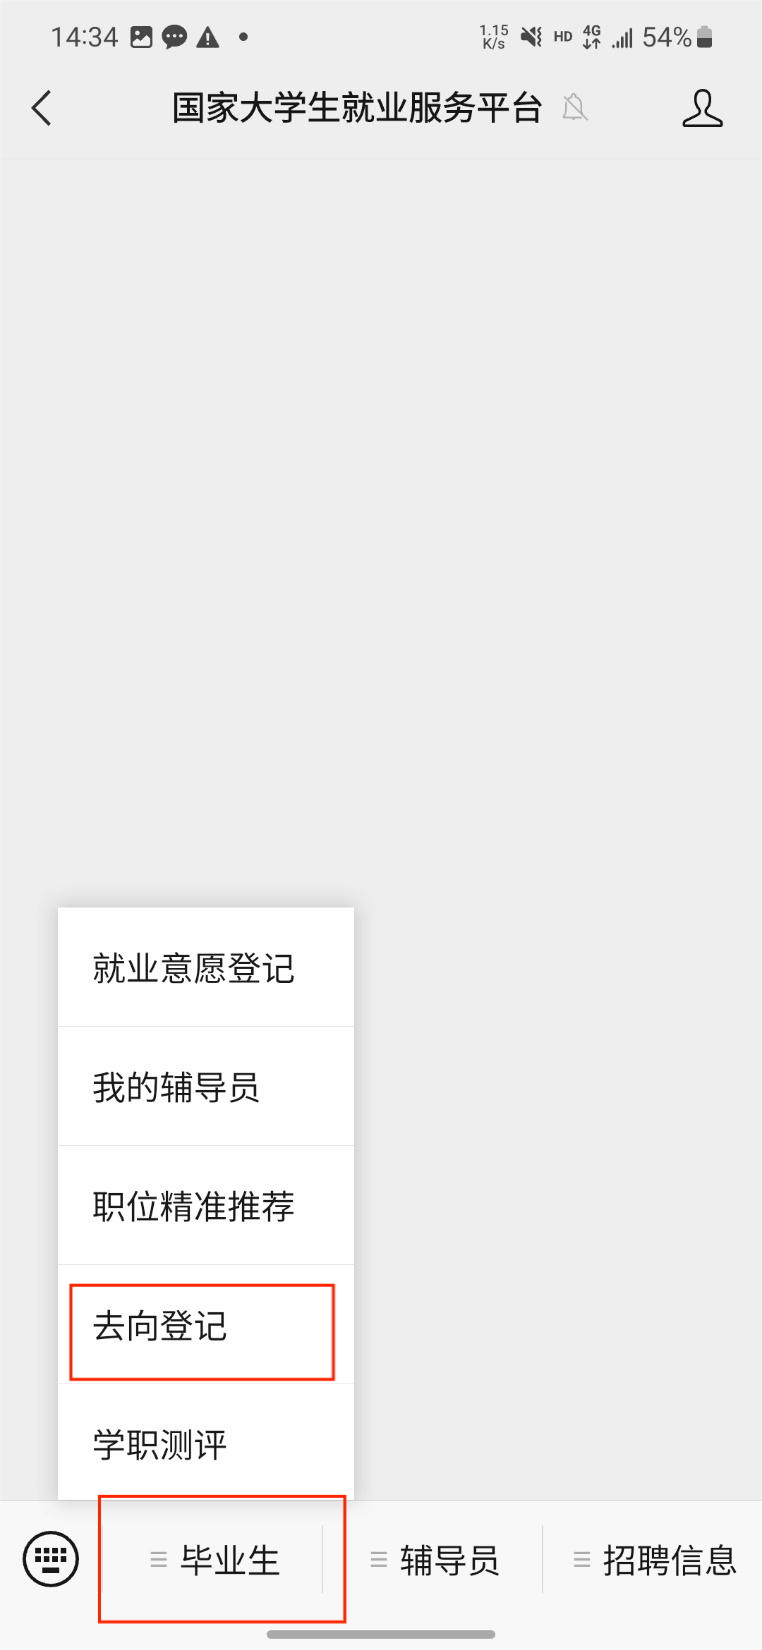 14:34
1.15 K/s HD 4G 54%
国家大学生就业服务平台
就业意愿登记
我的辅导员
职位精准推荐
去向登记
学职测评
毕业生
辅导员
招聘信息